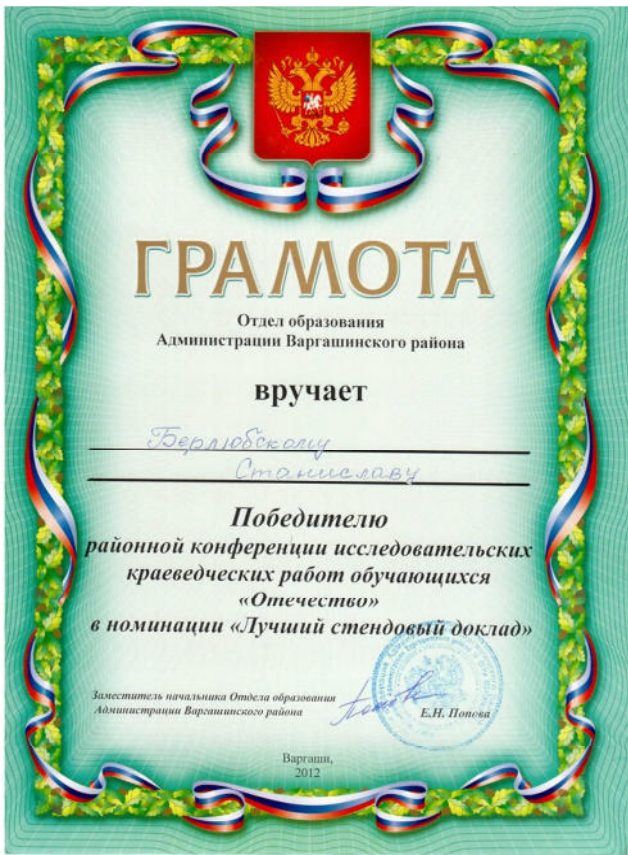 ГРАМОТА
Отдел образования
Администрации Варгашинского района
вручает
Берлюбскому
Станиславу
Победителю
районной конференции исследовательских
краеведческих работ обучающихся
«Отечество»
в номинации «Лучший стендовый доклад»
Заместитель начальника Отдела образования
Администрации Варгашинского района
Е.Н. Попова
Варгаши,
2012